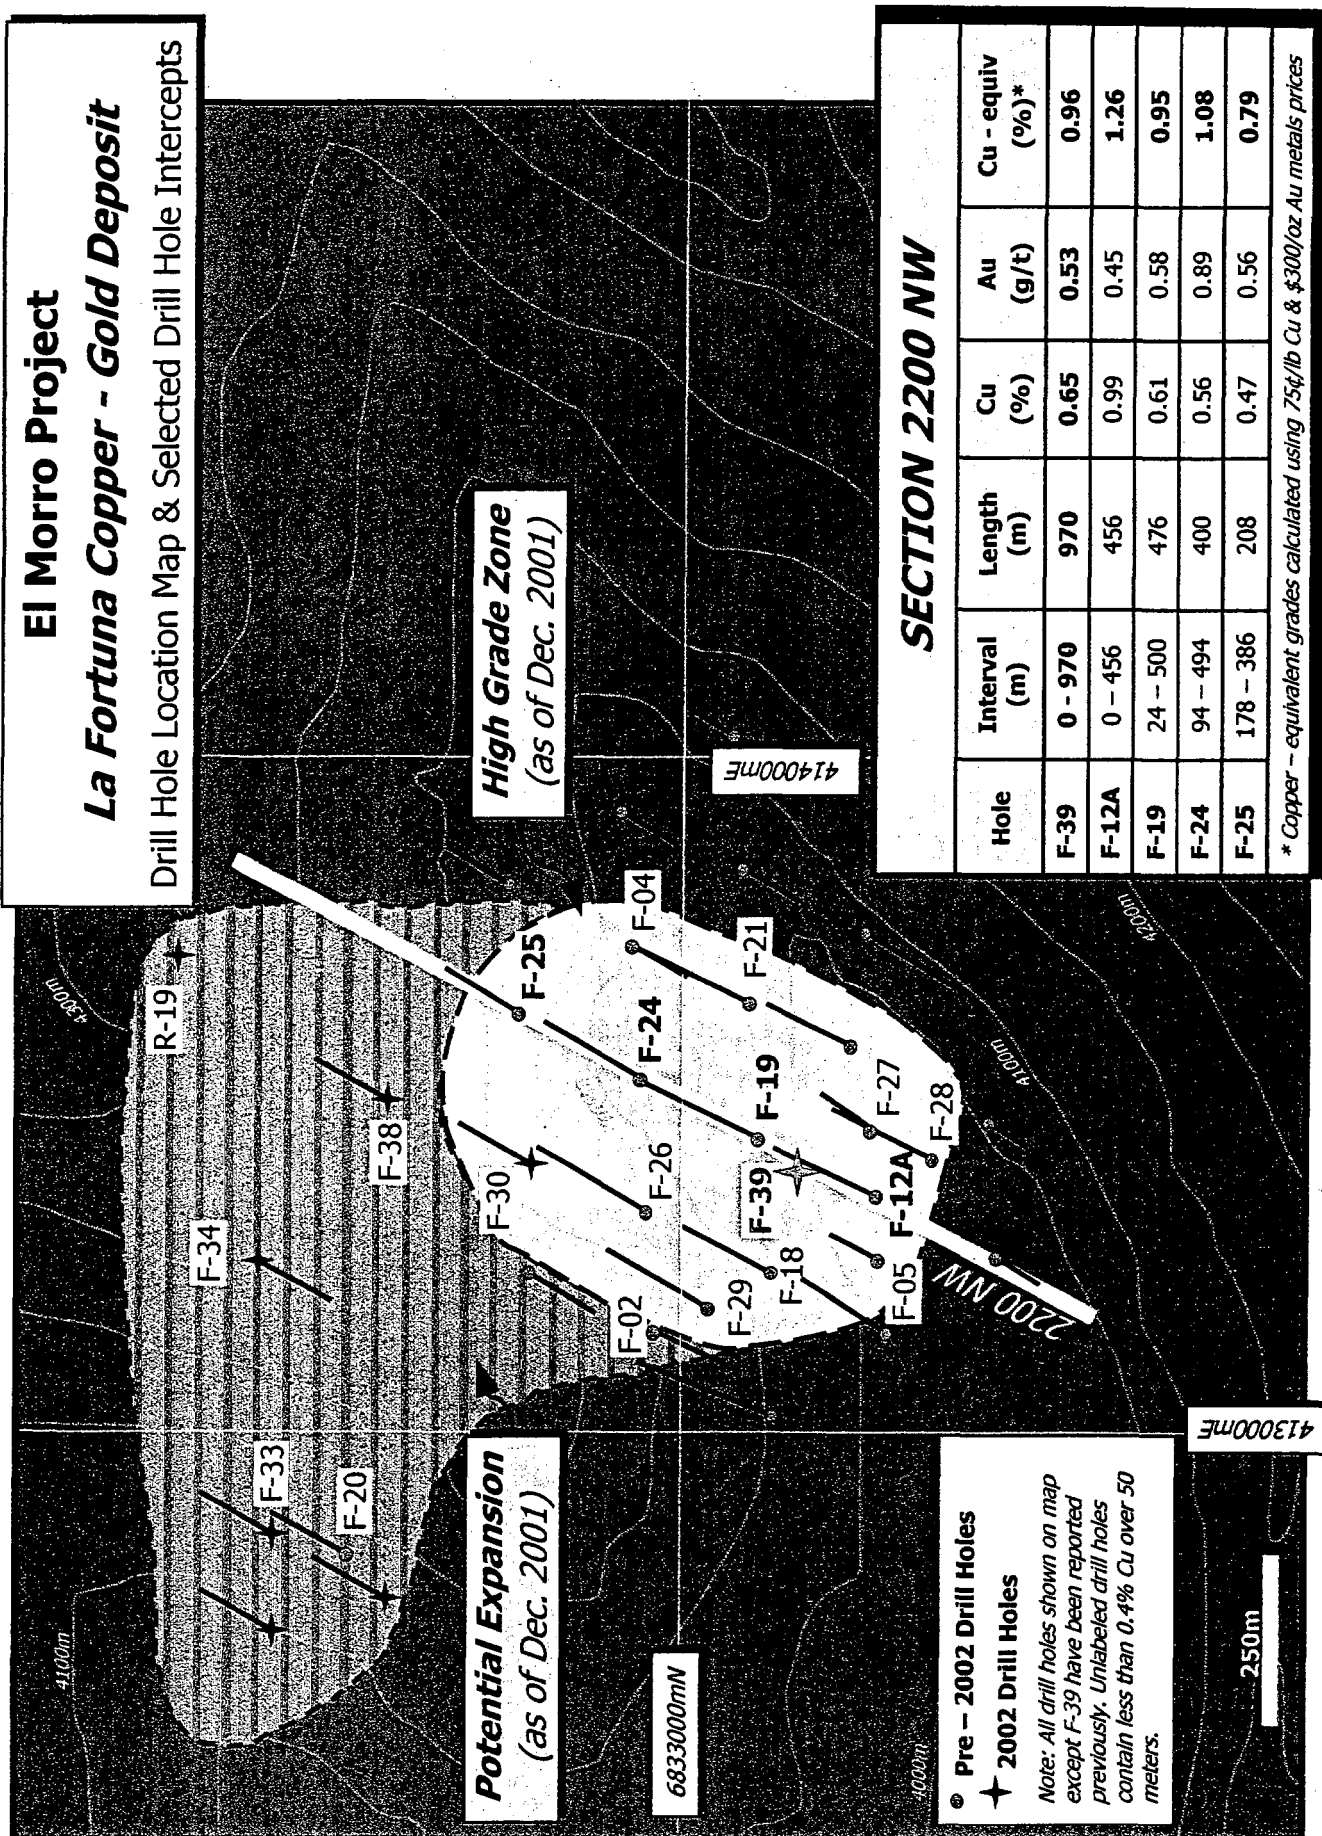 El Morro Project
La Fortuna Copper - Gold Deposit
Drill Hole Location Map & Selected Drill Hole Intercepts
4300m
R-19
F-34
F-38
F-33
F-20
4100m
F-30
F-25
F-04
F-24
F-26
F-21
F-02
F-29
F-39
F-19
F-18
F-27
F-12A
F-05
F-28
2200 NW
4100m
4200m
4000m
High Grade Zone
(as of Dec. 2001)
Potential Expansion
(as of Dec. 2001)
6833000mN
414000mE
413000mE
Pre – 2002 Drill Holes
2002 Drill Holes
Note: All drill holes shown on map
except F-39 have been reported
previously. Unlabeled drill holes
contain less than 0.4% Cu over 50
meters.
250m
SECTION 2200 NW
Hole Interval (m) Length (m) Cu (%) Au (g/t) Cu - equiv (%)*
F-39 0 - 970 970 0.65 0.53 0.96
F-12A 0 – 456 456 0.99 0.45 1.26
F-19 24 – 500 476 0.61 0.58 0.95
F-24 94 – 494 400 0.56 0.89 1.08
F-25 178 – 386 208 0.47 0.56 0.79
* Copper – equivalent grades calculated using 75¢/lb Cu & $300/oz Au metals prices